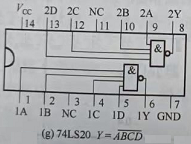 V_CC 2D 2C NC 2B 2A 2Y
14 13 12 11 10 9 8
&
&
1 2 3 4 5 6 7
1A 1B NC 1C 1D 1Y GND
(g) 74LS20 Y=\overline{ABCD}